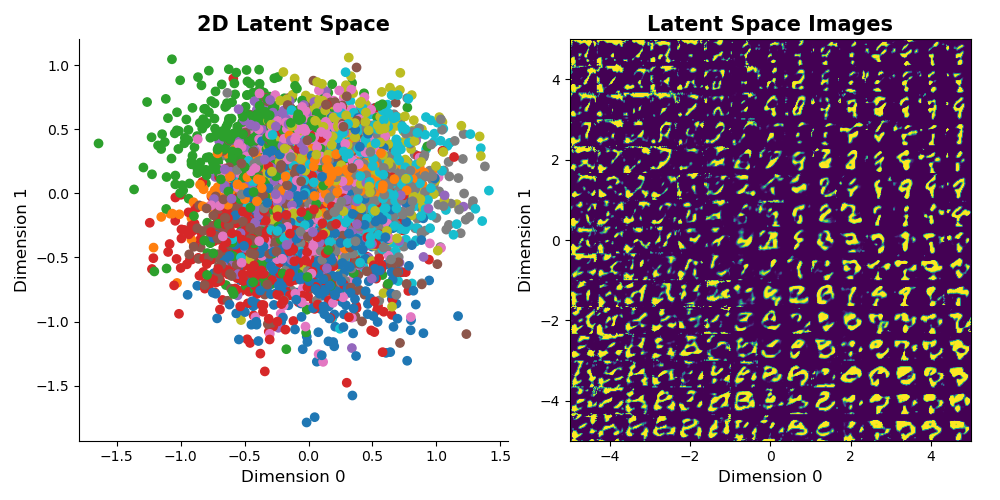 2D Latent Space
1.0
0.5
0.0
−0.5
−1.0
−1.5
Dimension 1
−1.5 −1.0 −0.5 0.0 0.5 1.0 1.5
Dimension 0
Latent Space Images
4
2
0
−2
−4
Dimension 1
−4 −2 0 2 4
Dimension 0